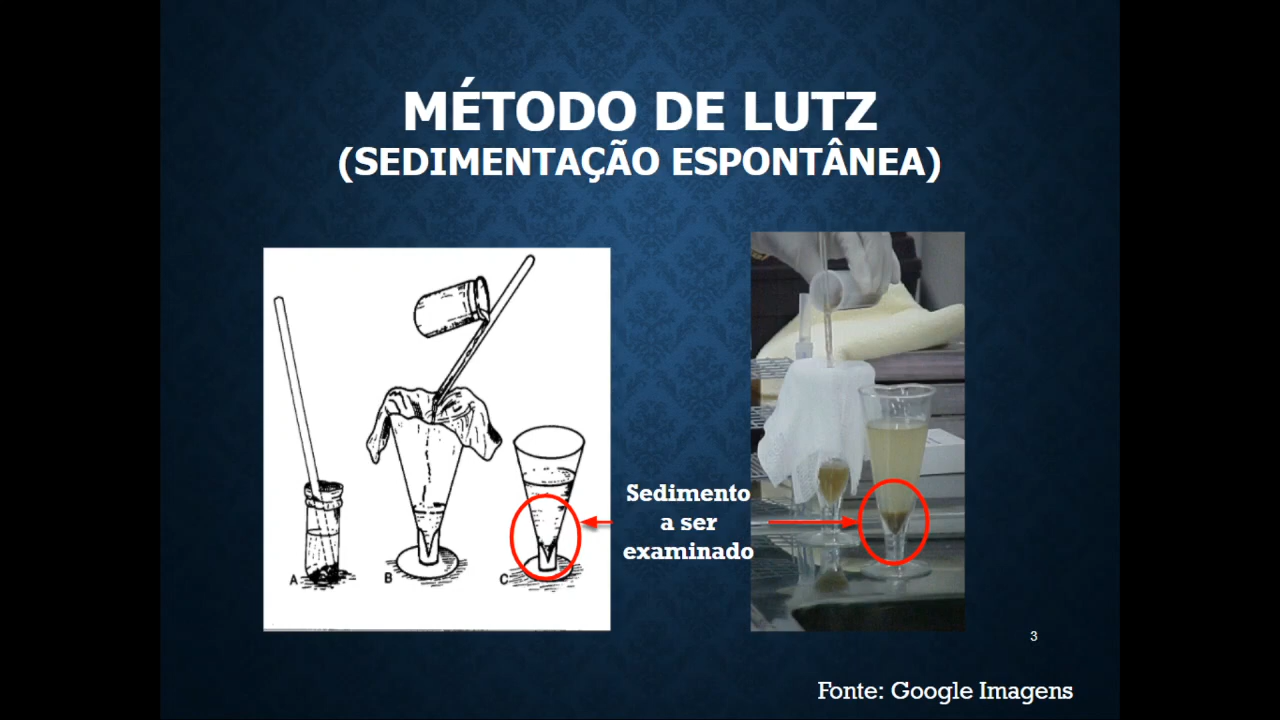 MÉTODO DE LUTZ
(SEDIMENTAÇÃO ESPONTÂNEA)
A
B
C
Sedimento
a ser
examinado
3
Fonte: Google Imagens